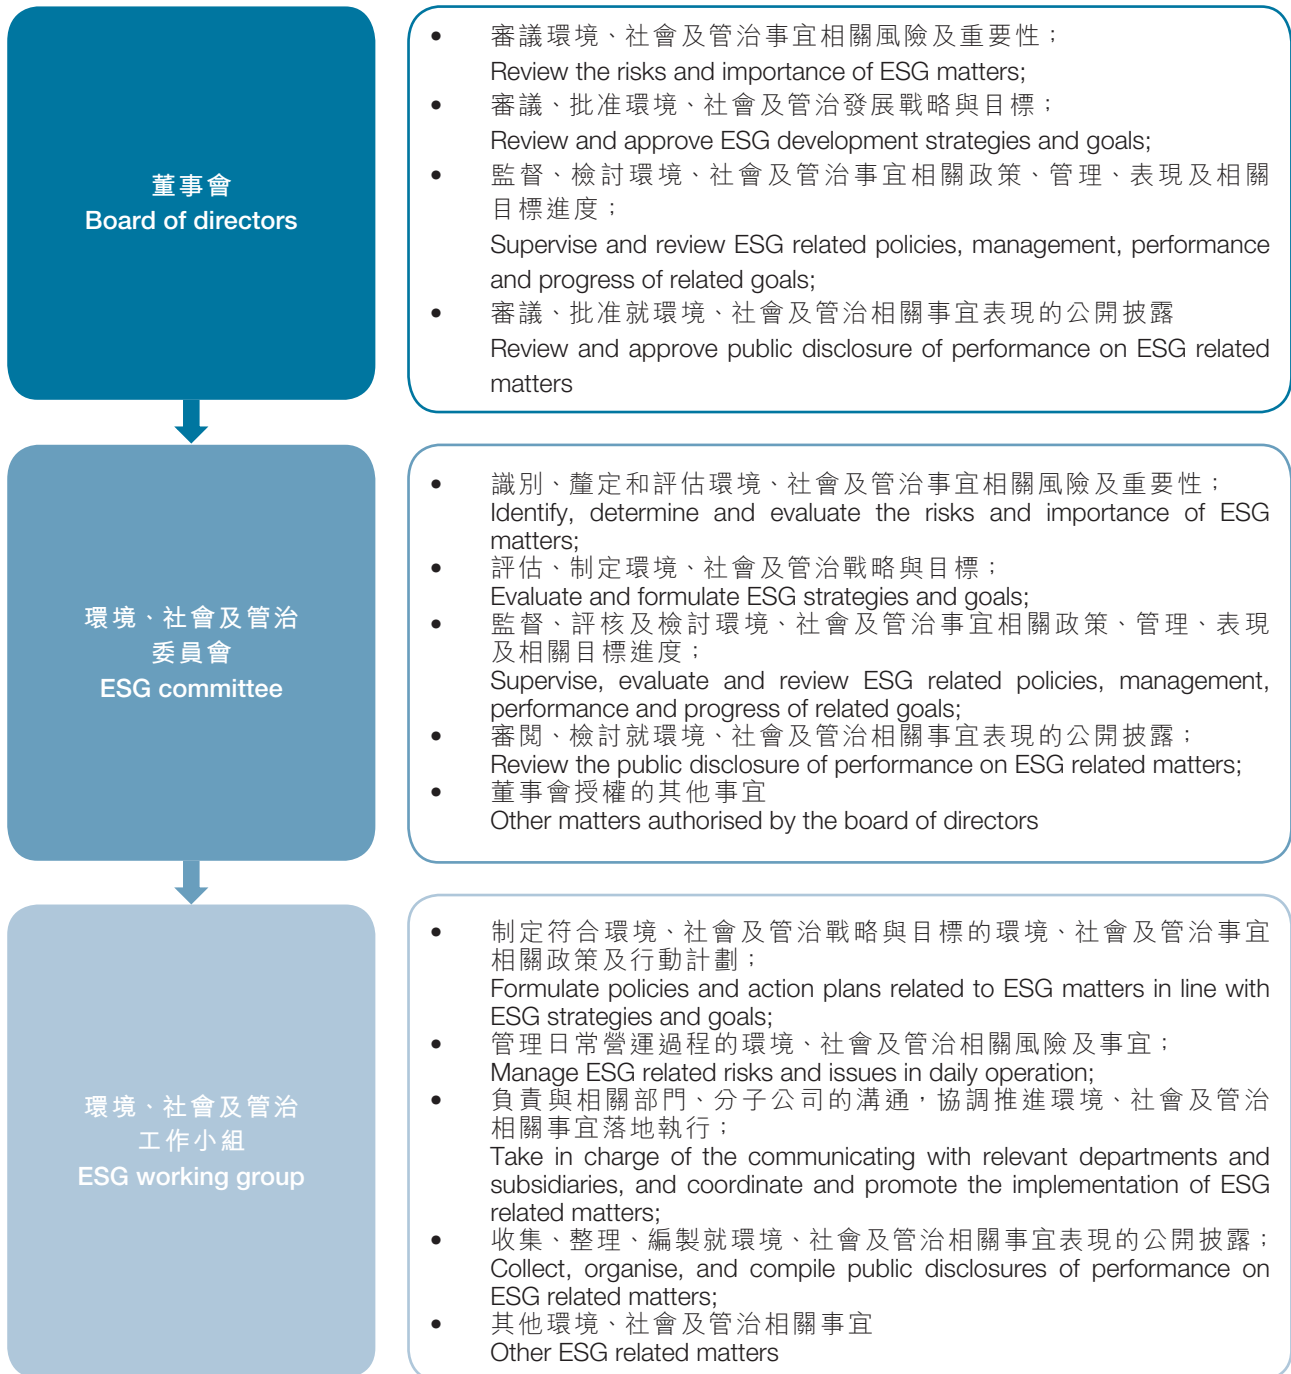 董事會
Board of directors
• 審議環境、社會及管治事宜相關風險及重要性；
Review the risks and importance of ESG matters;
• 審議、批准環境、社會及管治發展戰略與目標；
Review and approve ESG development strategies and goals;
• 監督、檢討環境、社會及管治事宜相關政策、管理、表現及相關
目標進度；
Supervise and review ESG related policies, management, performance
and progress of related goals;
• 審議、批准就環境、社會及管治相關事宜表現的公開披露
Review and approve public disclosure of performance on ESG related
matters
環境、社會及管治
委員會
ESG committee
• 識別、釐定和評估環境、社會及管治事宜相關風險及重要性；
Identify, determine and evaluate the risks and importance of ESG
matters;
• 評估、制定環境、社會及管治戰略與目標；
Evaluate and formulate ESG strategies and goals;
• 監督、評核及檢討環境、社會及管治事宜相關政策、管理、表現
及相關目標進度；
Supervise, evaluate and review ESG related policies, management,
performance and progress of related goals;
• 審閱、檢討就環境、社會及管治相關事宜表現的公開披露；
Review the public disclosure of performance on ESG related matters;
• 董事會授權的其他事宜
Other matters authorised by the board of directors
環境、社會及管治
工作小組
ESG working group
• 制定符合環境、社會及管治戰略與目標的環境、社會及管治事宜
相關政策及行動計劃；
Formulate policies and action plans related to ESG matters in line with
ESG strategies and goals;
• 管理日常營運過程的環境、社會及管治相關風險及事宜；
Manage ESG related risks and issues in daily operation;
• 負責與相關部門、分子公司的溝通，協調推進環境、社會及管治
相關事宜落地執行；
Take in charge of the communicating with relevant departments and
subsidiaries, and coordinate and promote the implementation of ESG
related matters;
• 收集、整理、編製就環境、社會及管治相關事宜表現的公開披露；
Collect, organise, and compile public disclosures of performance on
ESG related matters;
• 其他環境、社會及管治相關事宜
Other ESG related matters